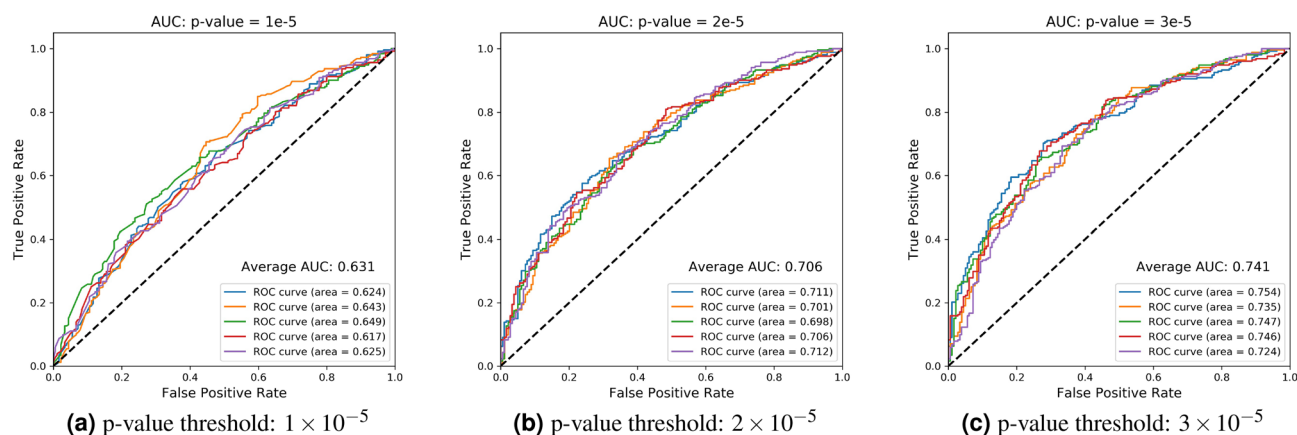 AUC: p-value = 1e-5
True Positive Rate
1.0
0.8
0.6
0.4
0.2
0.0
Average AUC: 0.631
ROC curve (area = 0.624)
ROC curve (area = 0.643)
ROC curve (area = 0.649)
ROC curve (area = 0.617)
ROC curve (area = 0.625)
0.0 0.2 0.4 0.6 0.8 1.0
False Positive Rate
(a) p-value threshold: 1 × 10⁻⁵
AUC: p-value = 2e-5
True Positive Rate
1.0
0.8
0.6
0.4
0.2
0.0
Average AUC: 0.706
ROC curve (area = 0.711)
ROC curve (area = 0.701)
ROC curve (area = 0.698)
ROC curve (area = 0.706)
ROC curve (area = 0.712)
0.0 0.2 0.4 0.6 0.8 1.0
False Positive Rate
(b) p-value threshold: 2 × 10⁻⁵
AUC: p-value = 3e-5
True Positive Rate
1.0
0.8
0.6
0.4
0.2
0.0
Average AUC: 0.741
ROC curve (area = 0.754)
ROC curve (area = 0.735)
ROC curve (area = 0.747)
ROC curve (area = 0.746)
ROC curve (area = 0.724)
0.0 0.2 0.4 0.6 0.8 1.0
False Positive Rate
(c) p-value threshold: 3 × 10⁻⁵